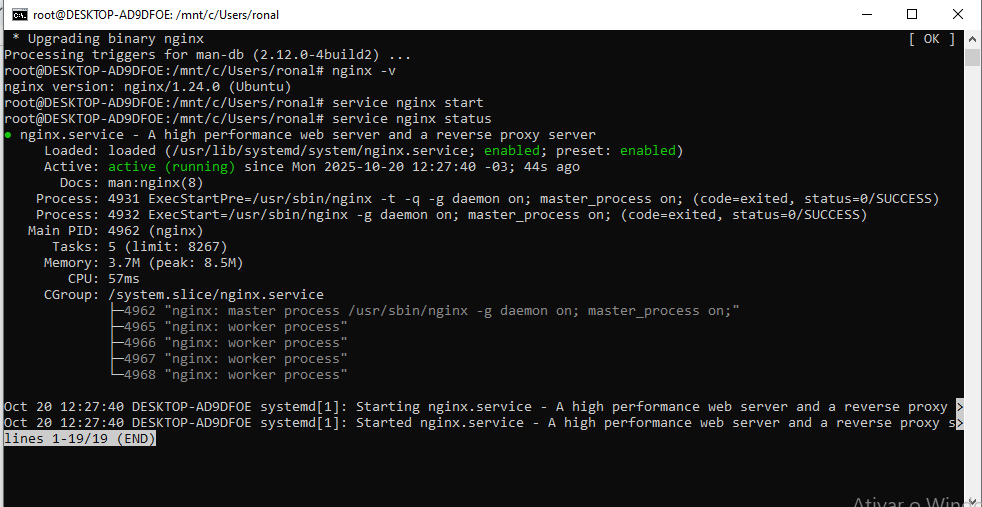 root@DESKTOP-AD9DFOE: /mnt/c/Users/ronal
 * Upgrading binary nginx                                                                                        [ OK ]
Processing triggers for man-db (2.12.0-4build2) ...
root@DESKTOP-AD9DFOE:/mnt/c/Users/ronal# nginx -v
nginx version: nginx/1.24.0 (Ubuntu)
root@DESKTOP-AD9DFOE:/mnt/c/Users/ronal# service nginx start
root@DESKTOP-AD9DFOE:/mnt/c/Users/ronal# service nginx status
● nginx.service - A high performance web server and a reverse proxy server
     Loaded: loaded (/usr/lib/systemd/system/nginx.service; enabled; preset: enabled)
     Active: active (running) since Mon 2025-10-20 12:27:40 -03; 44s ago
       Docs: man:nginx(8)
    Process: 4931 ExecStartPre=/usr/sbin/nginx -t -q -g daemon on; master_process on; (code=exited, status=0/SUCCESS)
    Process: 4932 ExecStart=/usr/sbin/nginx -g daemon on; master_process on; (code=exited, status=0/SUCCESS)
   Main PID: 4962 (nginx)
      Tasks: 5 (limit: 8267)
     Memory: 3.7M (peak: 8.5M)
        CPU: 57ms
     CGroup: /system.slice/nginx.service
             ├─4962 "nginx: master process /usr/sbin/nginx -g daemon on; master_process on;"
             ├─4965 "nginx: worker process"
             ├─4966 "nginx: worker process"
             ├─4967 "nginx: worker process"
             └─4968 "nginx: worker process"
Oct 20 12:27:40 DESKTOP-AD9DFOE systemd[1]: Starting nginx.service - A high performance web server and a reverse proxy >
Oct 20 12:27:40 DESKTOP-AD9DFOE systemd[1]: Started nginx.service - A high performance web server and a reverse proxy s>
lines 1-19/19 (END)
Ativar o Wind